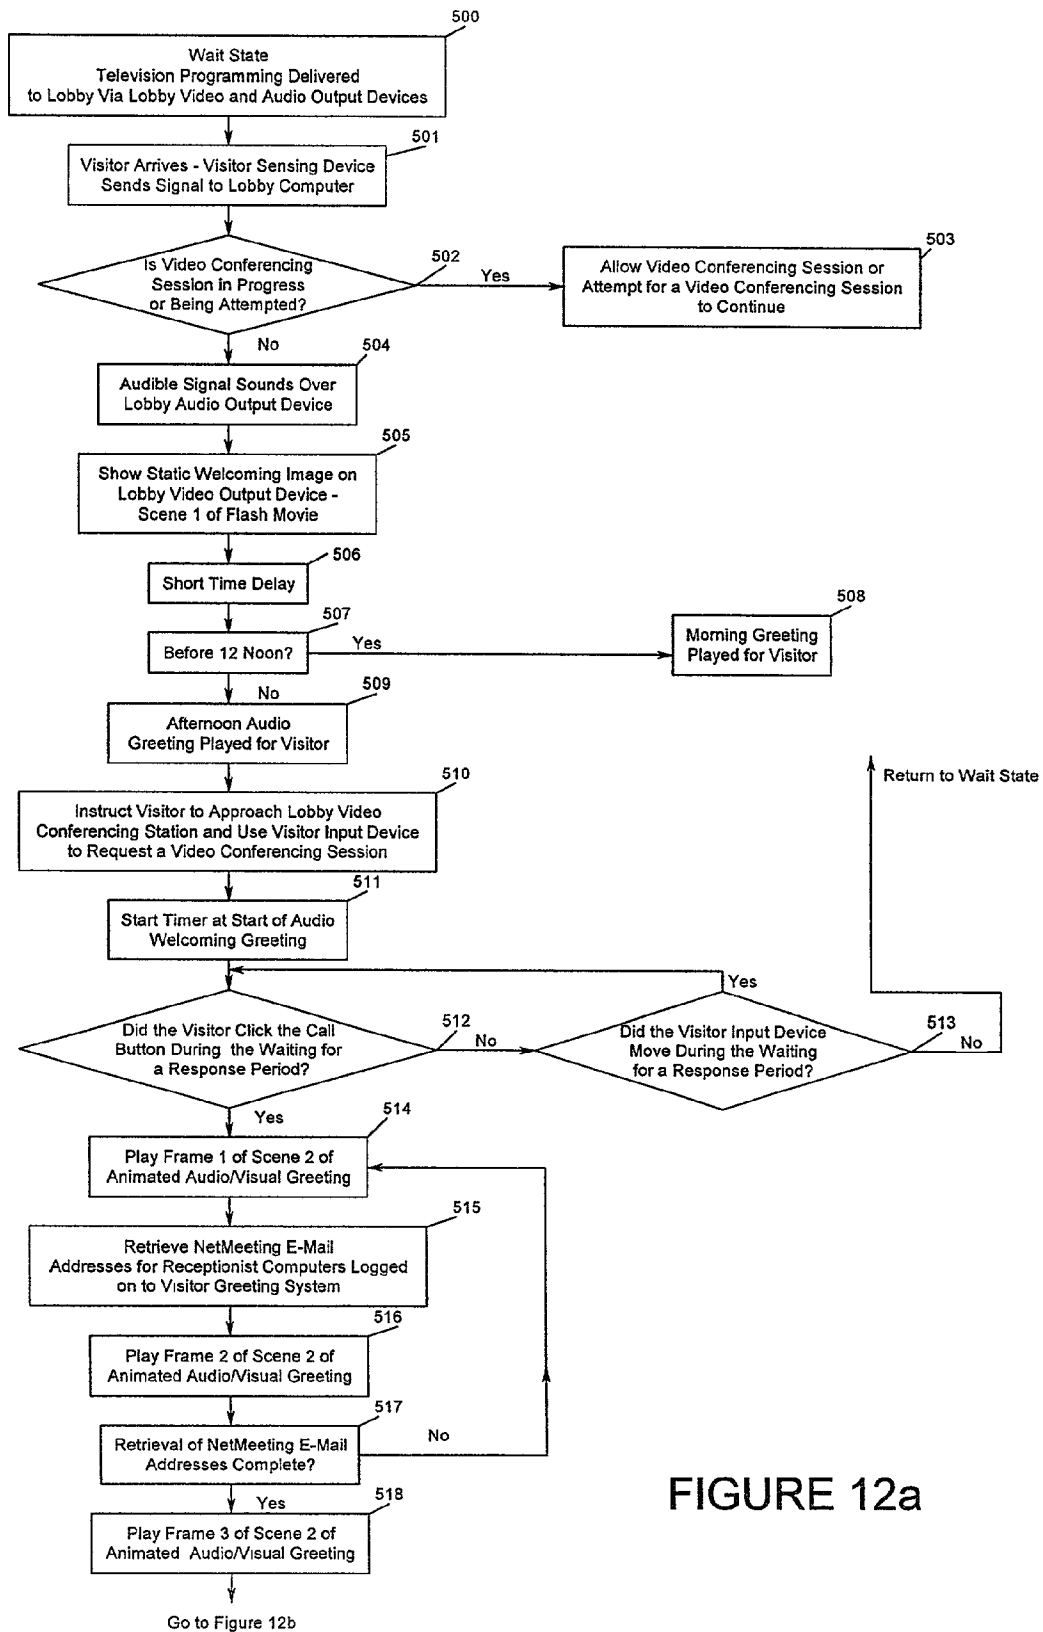 500
Wait State
Television Programming Delivered
to Lobby Via Lobby Video and Audio Output Devices
501
Visitor Arrives - Visitor Sensing Device
Sends Signal to Lobby Computer
Is Video Conferencing
Session in Progress
or Being Attempted?
502
Yes
503
Allow Video Conferencing Session or
Attempt for a Video Conferencing Session
to Continue
No
504
Audible Signal Sounds Over
Lobby Audio Output Device
505
Show Static Welcoming Image on
Lobby Video Output Device -
Scene 1 of Flash Movie
506
Short Time Delay
507
Before 12 Noon?
Yes
508
Morning Greeting
Played for Visitor
No
509
Afternoon Audio
Greeting Played for Visitor
Return to Wait State
510
Instruct Visitor to Approach Lobby Video
Conferencing Station and Use Visitor Input Device
to Request a Video Conferencing Session
511
Start Timer at Start of Audio
Welcoming Greeting
Did the Visitor Click the Call
Button During the Waiting for
a Response Period?
512
No
Yes
Did the Visitor Input Device
Move During the Waiting
for a Response Period?
513
No
Yes
514
Play Frame 1 of Scene 2 of
Animated Audio/Visual Greeting
515
Retrieve NetMeeting E-Mail
Addresses for Receptionist Computers Logged
on to Visitor Greeting System
516
Play Frame 2 of Scene 2 of
Animated Audio/Visual Greeting
517
Retrieval of NetMeeting E-Mail
Addresses Complete?
No
Yes
518
Play Frame 3 of Scene 2 of
Animated Audio/Visual Greeting
Go to Figure 12b
FIGURE 12a